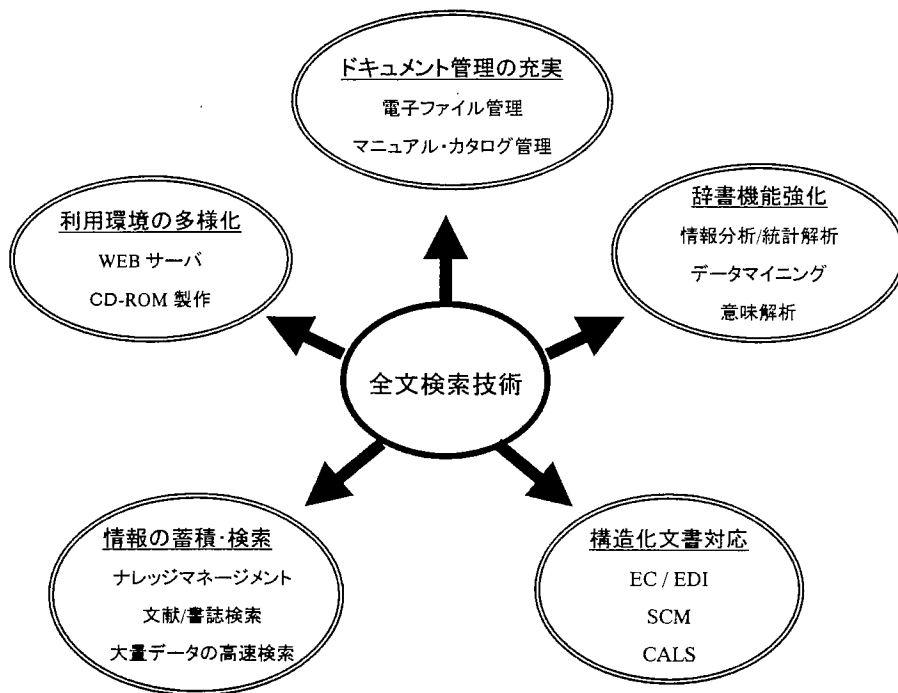 ドキュメント管理の充実
電子ファイル管理
マニュアル・カタログ管理
利用環境の多様化
WEB サーバ
CD-ROM 製作
辞書機能強化
情報分析/統計解析
データマイニング
意味解析
全文検索技術
情報の蓄積・検索
ナレッジマネージメント
文献/書誌検索
大量データの高速検索
構造化文書対応
EC / EDI
SCM
CALS